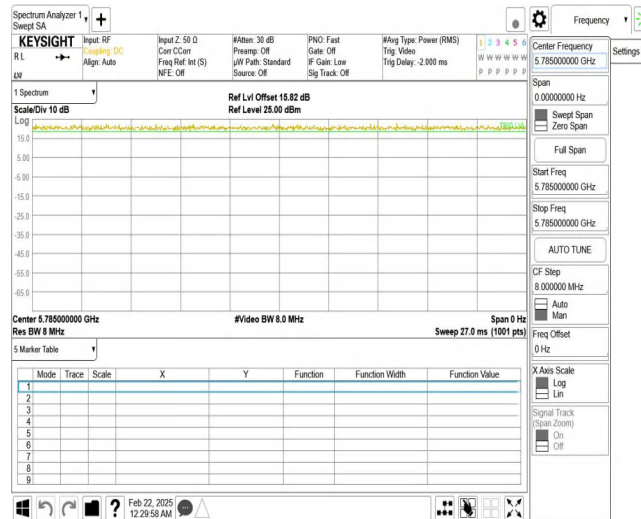 Spectrum Analyzer 1
Swept SA
Frequency
KEYSIGHT
RL
Input: RF
Coupling: DC
Align: Auto
Input Z: 50 Ω
Corr CCorr
Freq Ref: Int (S)
NFE: Off
#Atten: 30 dB
Preamp: Off
µW Path: Standard
Source: Off
PNO: Fast
Gate: Off
IF Gain: Low
Sig Track: Off
#Avg Type: Power (RMS)
Trig: Video
Trig Delay: -2.000 ms
1 2 3 4 5 6
W W W W W W
P P P P P P
LXI
Center Frequency
5.785000000 GHz
Settings
Span
0.00000000 Hz
Swept Span
Zero Span
Full Span
Start Freq
5.785000000 GHz
Stop Freq
5.785000000 GHz
AUTO TUNE
CF Step
8.000000 MHz
Auto
Man
Freq Offset
0 Hz
X Axis Scale
Log
Lin
Signal Track
(Span Zoom)
On
Off
1 Spectrum
Scale/Div 10 dB
Ref Lvl Offset 15.82 dB
Ref Level 25.00 dBm
Log
15.0
5.00
-5.00
-15.0
-25.0
-35.0
-45.0
-55.0
-65.0
Center 5.785000000 GHz
#Video BW 8.0 MHz
Span 0 Hz
Res BW 8 MHz
Sweep 27.0 ms (1001 pts)
5 Marker Table
Mode Trace Scale X Y Function Function Width Function Value
1
2
3
4
5
6
7
8
9
?
Feb 22, 2025
12:29:58 AM